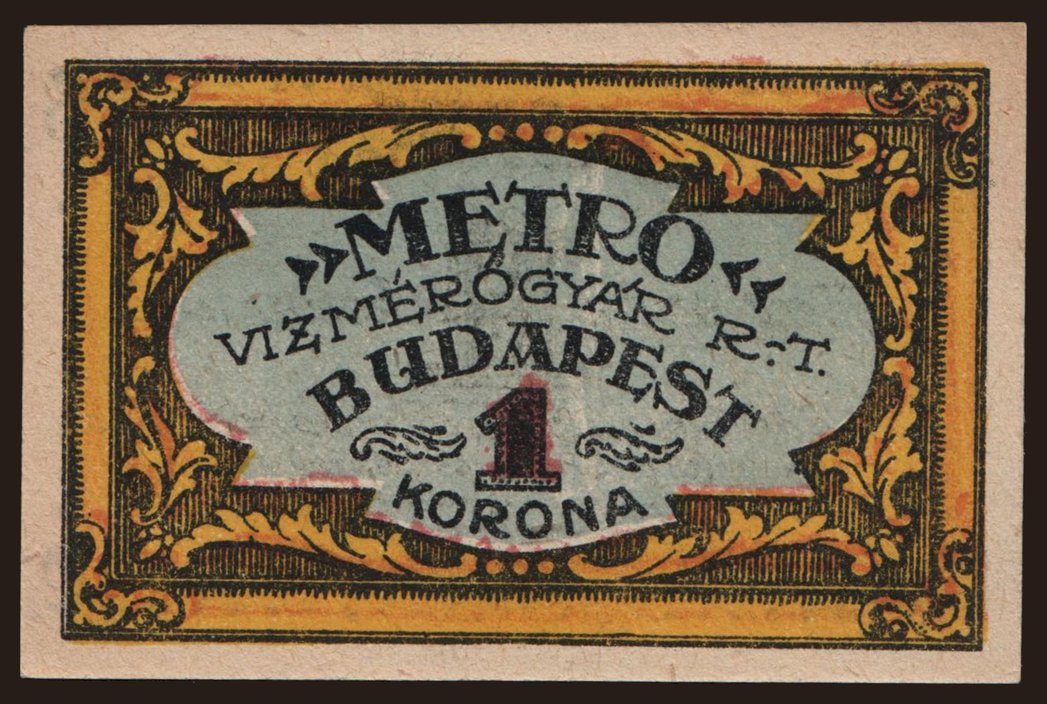 »METRO«
VIZMÉRŐGYÁR R.-T.
BUDAPEST
1
KORONA